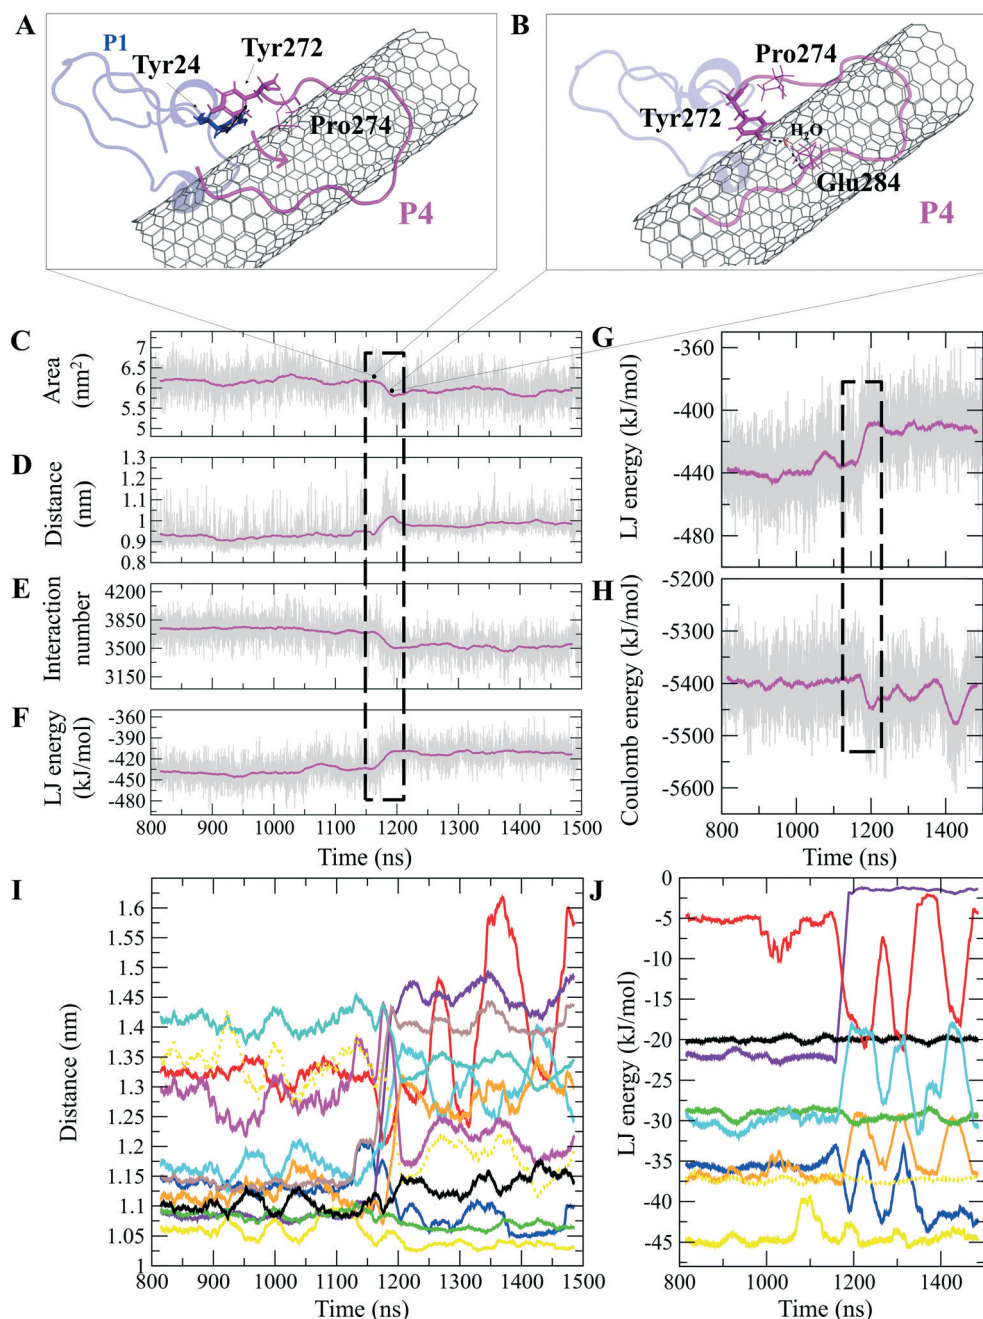 A
P1
Tyr24
Tyr272
Pro274
P4
B
Pro274
Tyr272
H2O
Glu284
P4
C
Area
(nm2)
7
6.5
6
5.5
5
D
Distance
(nm)
1.3
1.2
1.1
1
0.9
0.8
E
Interaction
number
4200
3850
3500
3150
F
LJ energy
(kJ/mol)
-360
-390
-420
-450
-480
800 900 1000 1100 1200 1300 1400 1500
Time (ns)
G
LJ energy (kJ/mol)
-360
-400
-440
-480
H
Coulomb energy (kJ/mol)
-5200
-5300
-5400
-5500
-5600
800 1000 1200 1400
Time (ns)
I
Distance (nm)
1.6
1.55
1.5
1.45
1.4
1.35
1.3
1.25
1.2
1.15
1.1
1.05
1
800 900 1000 1100 1200 1300 1400 1500
Time (ns)
J
LJ energy (kJ/mol)
0
-5
-10
-15
-20
-25
-30
-35
-40
-45
800 1000 1200 1400
Time (ns)